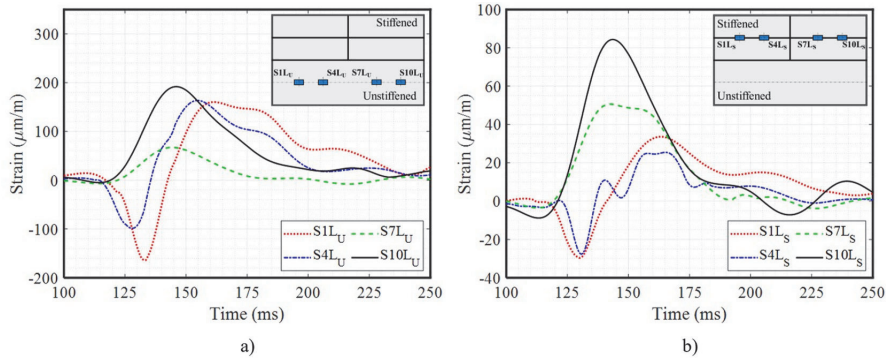 a)
350
300
200
100
0
-100
-200
Strain (μm/m)
100 125 150 175 200 225 250
Time (ms)
Stiffened
S1L_U S4L_U S7L_U S10L_U
Unstiffened
S1L_U S7L_U
S4L_U S10L_U
a)
b)
100
80
60
40
20
0
-20
-40
Strain (μm/m)
100 125 150 175 200 225 250
Time (ms)
Stiffened
S1L_S S4L_S S7L_S S10L_S
Unstiffened
S1L_S S7L_S
S4L_S S10L_S
b)